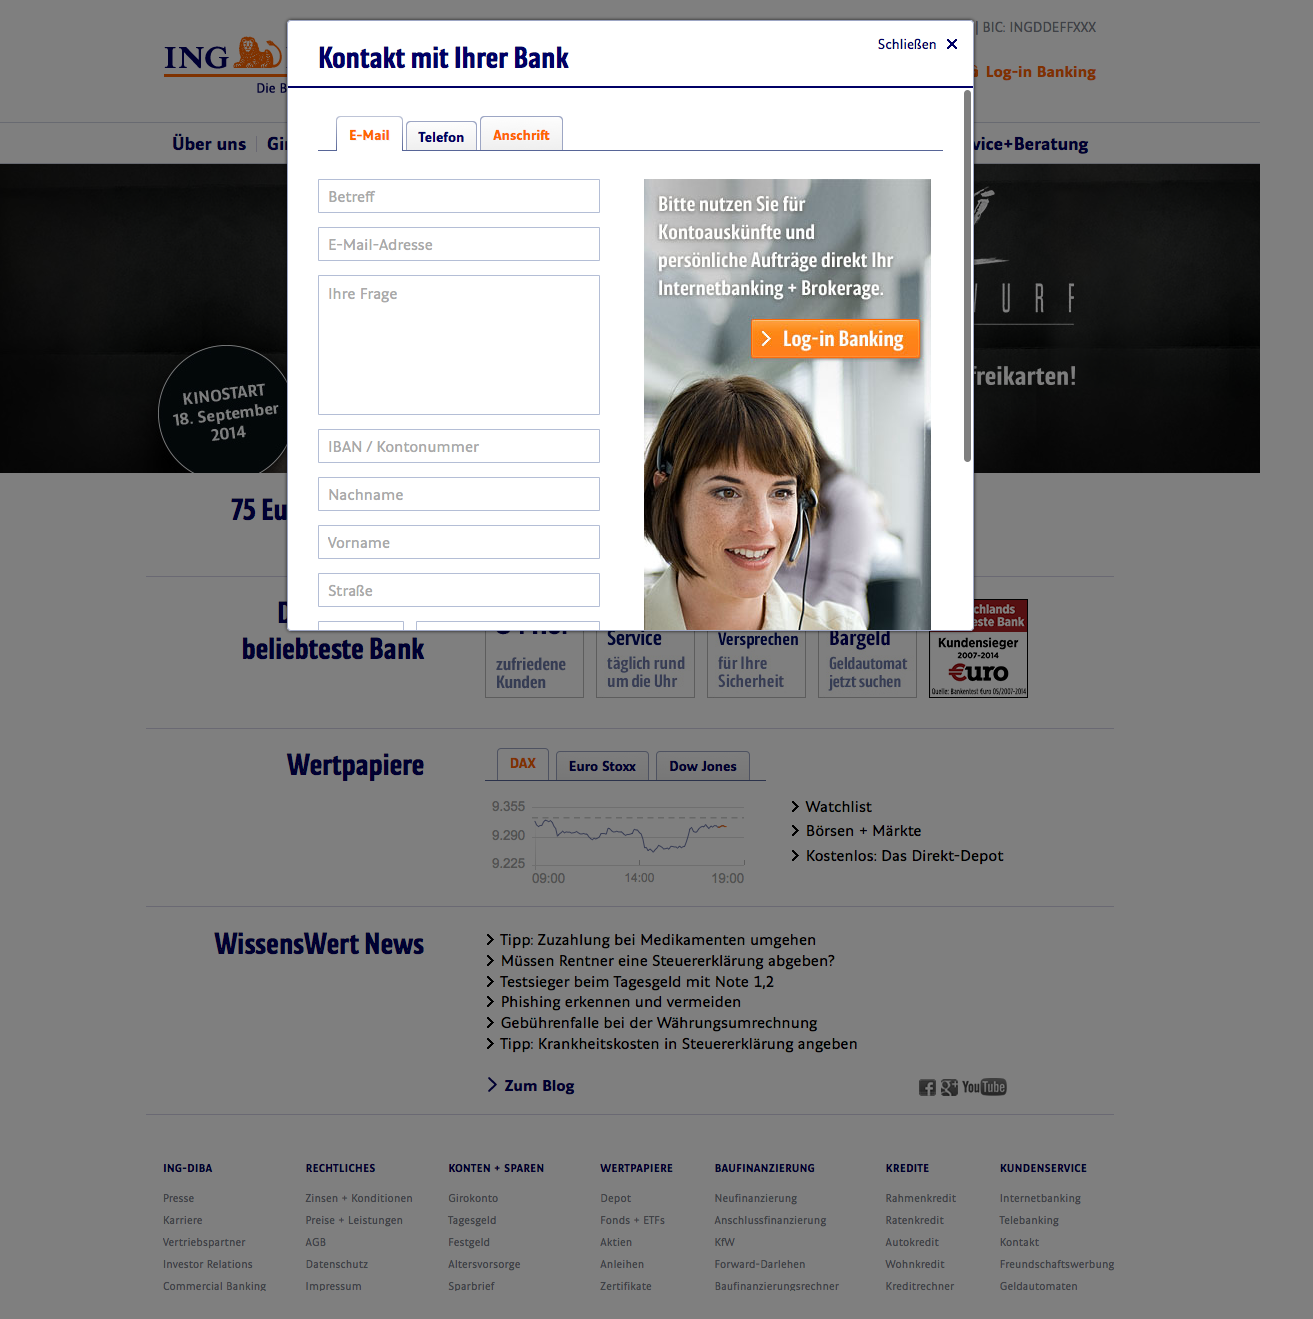 ING
Die B
| BIC: INGDDEFFXXX
Log-in Banking
Über uns
vice+Beratung
Kontakt mit Ihrer Bank
Schließen
E-Mail
Telefon
Anschrift
Betreff
E-Mail-Adresse
Ihre Frage
IBAN / Kontonummer
Nachname
Vorname
Straße
Bitte nutzen Sie für
Kontoauskünfte und
persönliche Aufträge direkt Ihr
Internetbanking + Brokerage.
Log-in Banking
WURF
freikarten!
KINOSTART
18. September
2014
75 Eu
beliebteste Bank
zufriedene
Kunden
Service
täglich rund
um die Uhr
Versprechen
für Ihre
Sicherheit
Bargeld
Geldautomat
jetzt suchen
chlands
este Bank
Kundensieger
2007-2014
€uro
Quelle: Bankentest €uro 05/2007-2014
Wertpapiere
DAX
Euro Stoxx
Dow Jones
9.355
9.290
9.225
09:00
14:00
19:00
Watchlist
Börsen + Märkte
Kostenlos: Das Direkt-Depot
WissensWert News
Tipp: Zuzahlung bei Medikamenten umgehen
Müssen Rentner eine Steuererklärung abgeben?
Testsieger beim Tagesgeld mit Note 1,2
Phishing erkennen und vermeiden
Gebührenfalle bei der Währungsumrechnung
Tipp: Krankheitskosten in Steuererklärung angeben
Zum Blog
YouTube
ING-DIBA
Presse
Karriere
Vertriebspartner
Investor Relations
Commercial Banking
RECHTLICHES
Zinsen + Konditionen
Preise + Leistungen
AGB
Datenschutz
Impressum
KONTEN + SPAREN
Girokonto
Tagesgeld
Festgeld
Altersvorsorge
Sparbrief
WERTPAPIERE
Depot
Fonds + ETFs
Aktien
Anleihen
Zertifikate
BAUFINANZIERUNG
Neufinanzierung
Anschlussfinanzierung
KfW
Forward-Darlehen
Baufinanzierungsrechner
KREDITE
Rahmenkredit
Ratenkredit
Autokredit
Wohnkredit
Kreditrechner
KUNDENSERVICE
Internetbanking
Telebanking
Kontakt
Freundschaftswerbung
Geldautomaten